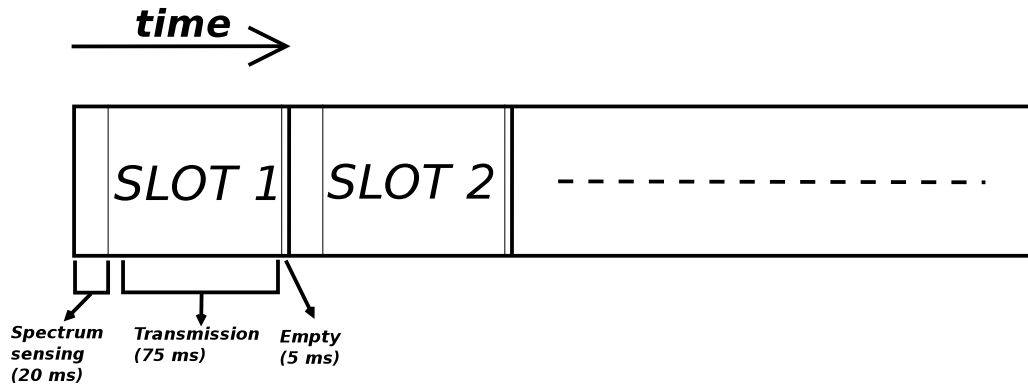 time
SLOT 1
SLOT 2
Spectrum
sensing
(20 ms)
Transmission
(75 ms)
Empty
(5 ms)